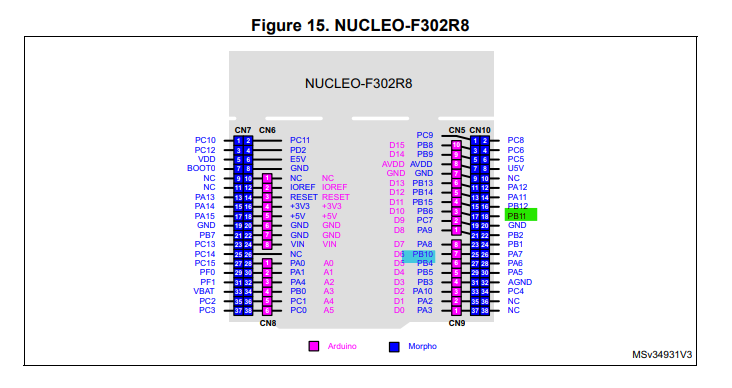 Figure 15. NUCLEO-F302R8
NUCLEO-F302R8
CN7 CN6 CN5 CN10
PC9 1 2 PC8
PC10 1 2 PC11 D15 PB8 10 3 4 PC6
PC12 3 4 PD2 D14 PB9 9 5 6 PC5
VDD 5 6 E5V AVDD AVDD 8 7 8 U5V
BOOT0 7 8 GND GND GND 7 9 10 NC
NC 9 10 1 NC NC D13 PB13 6 11 12 PA12
NC 11 12 2 IOREF IOREF D12 PB14 5 13 14 PA11
PA13 13 14 3 RESET RESET D11 PB15 4 15 16 PB12
PA14 15 16 4 +3V3 +3V3 D10 PB6 3 17 18 PB11
PA15 17 18 5 +5V +5V D9 PC7 2 19 20 GND
GND 19 20 6 GND GND D8 PA9 1 21 22 PB2
PB7 21 22 7 GND GND
PC13 23 24 8 VIN VIN D7 PA8 8 23 24 PB1
PC14 25 26 NC D6 PB10 7 25 26 PA7
PC15 27 28 1 PA0 A0 D5 PB4 6 27 28 PA6
PF0 29 30 2 PA1 A1 D4 PB5 5 29 30 PA5
PF1 31 32 3 PA4 A2 D3 PB3 4 31 32 AGND
VBAT 33 34 4 PB0 A3 D2 PA10 3 33 34 PC4
PC2 35 36 5 PC1 A4 D1 PA2 2 35 36 NC
PC3 37 38 6 PC0 A5 D0 PA3 1 37 38 NC
CN8 CN9
Arduino Morpho
MSv34931V3